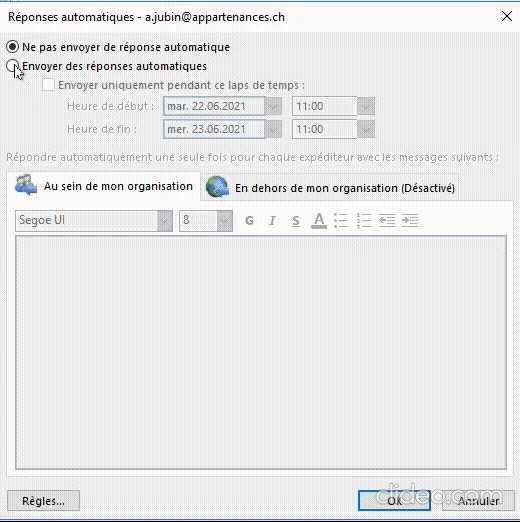 Réponses automatiques - a.jubin@appartenances.ch
Ne pas envoyer de réponse automatique
Envoyer des réponses automatiques
Envoyer uniquement pendant ce laps de temps :
Heure de début : mar. 22.06.2021 11:00
Heure de fin : mer. 23.06.2021 11:00
Répondre automatiquement une seule fois pour chaque expéditeur avec les messages suivants :
Au sein de mon organisation En dehors de mon organisation (Désactivé)
Segoe UI 8 G I S A
Règles... OK Annuler
clideo.com